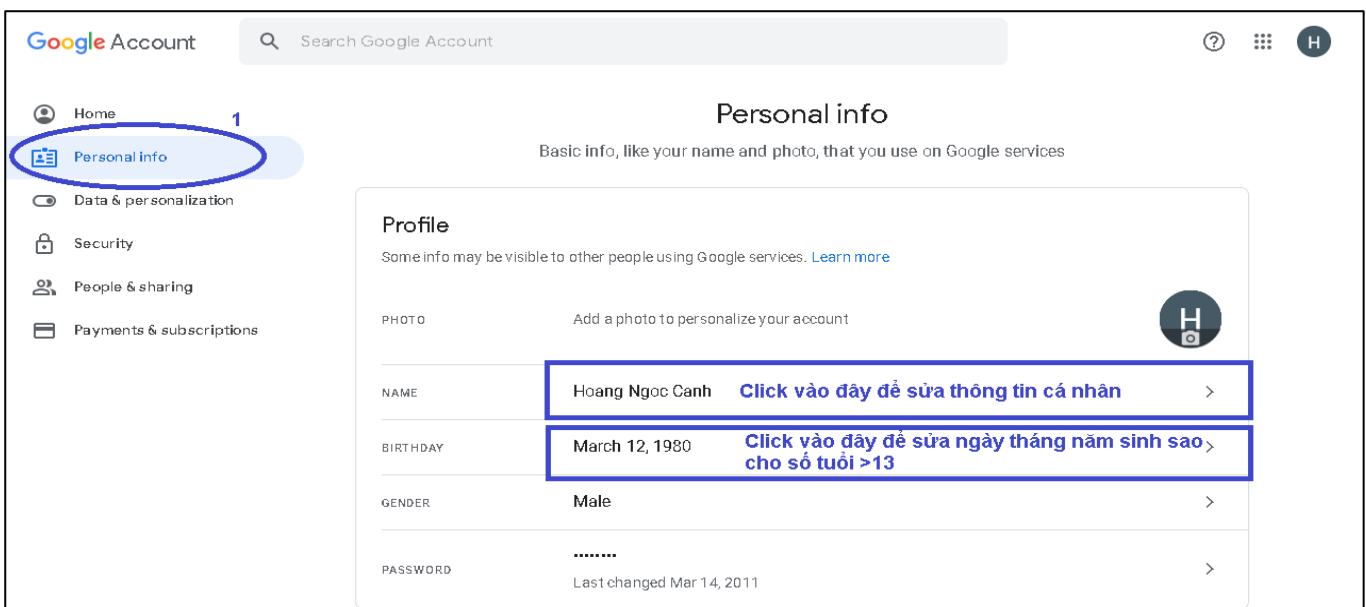 Google Account
Search Google Account
H
Home
1
Personal info
Data & personalization
Security
People & sharing
Payments & subscriptions
Personal info
Basic info, like your name and photo, that you use on Google services
Profile
Some info may be visible to other people using Google services. Learn more
PHOTO Add a photo to personalize your account H
NAME Hoang Ngoc Canh Click vào đây để sửa thông tin cá nhân
BIRTHDAY March 12, 1980 Click vào đây để sửa ngày tháng năm sinh sao
cho số tuổi >13
GENDER Male
PASSWORD ••••••••
Last changed Mar 14, 2011